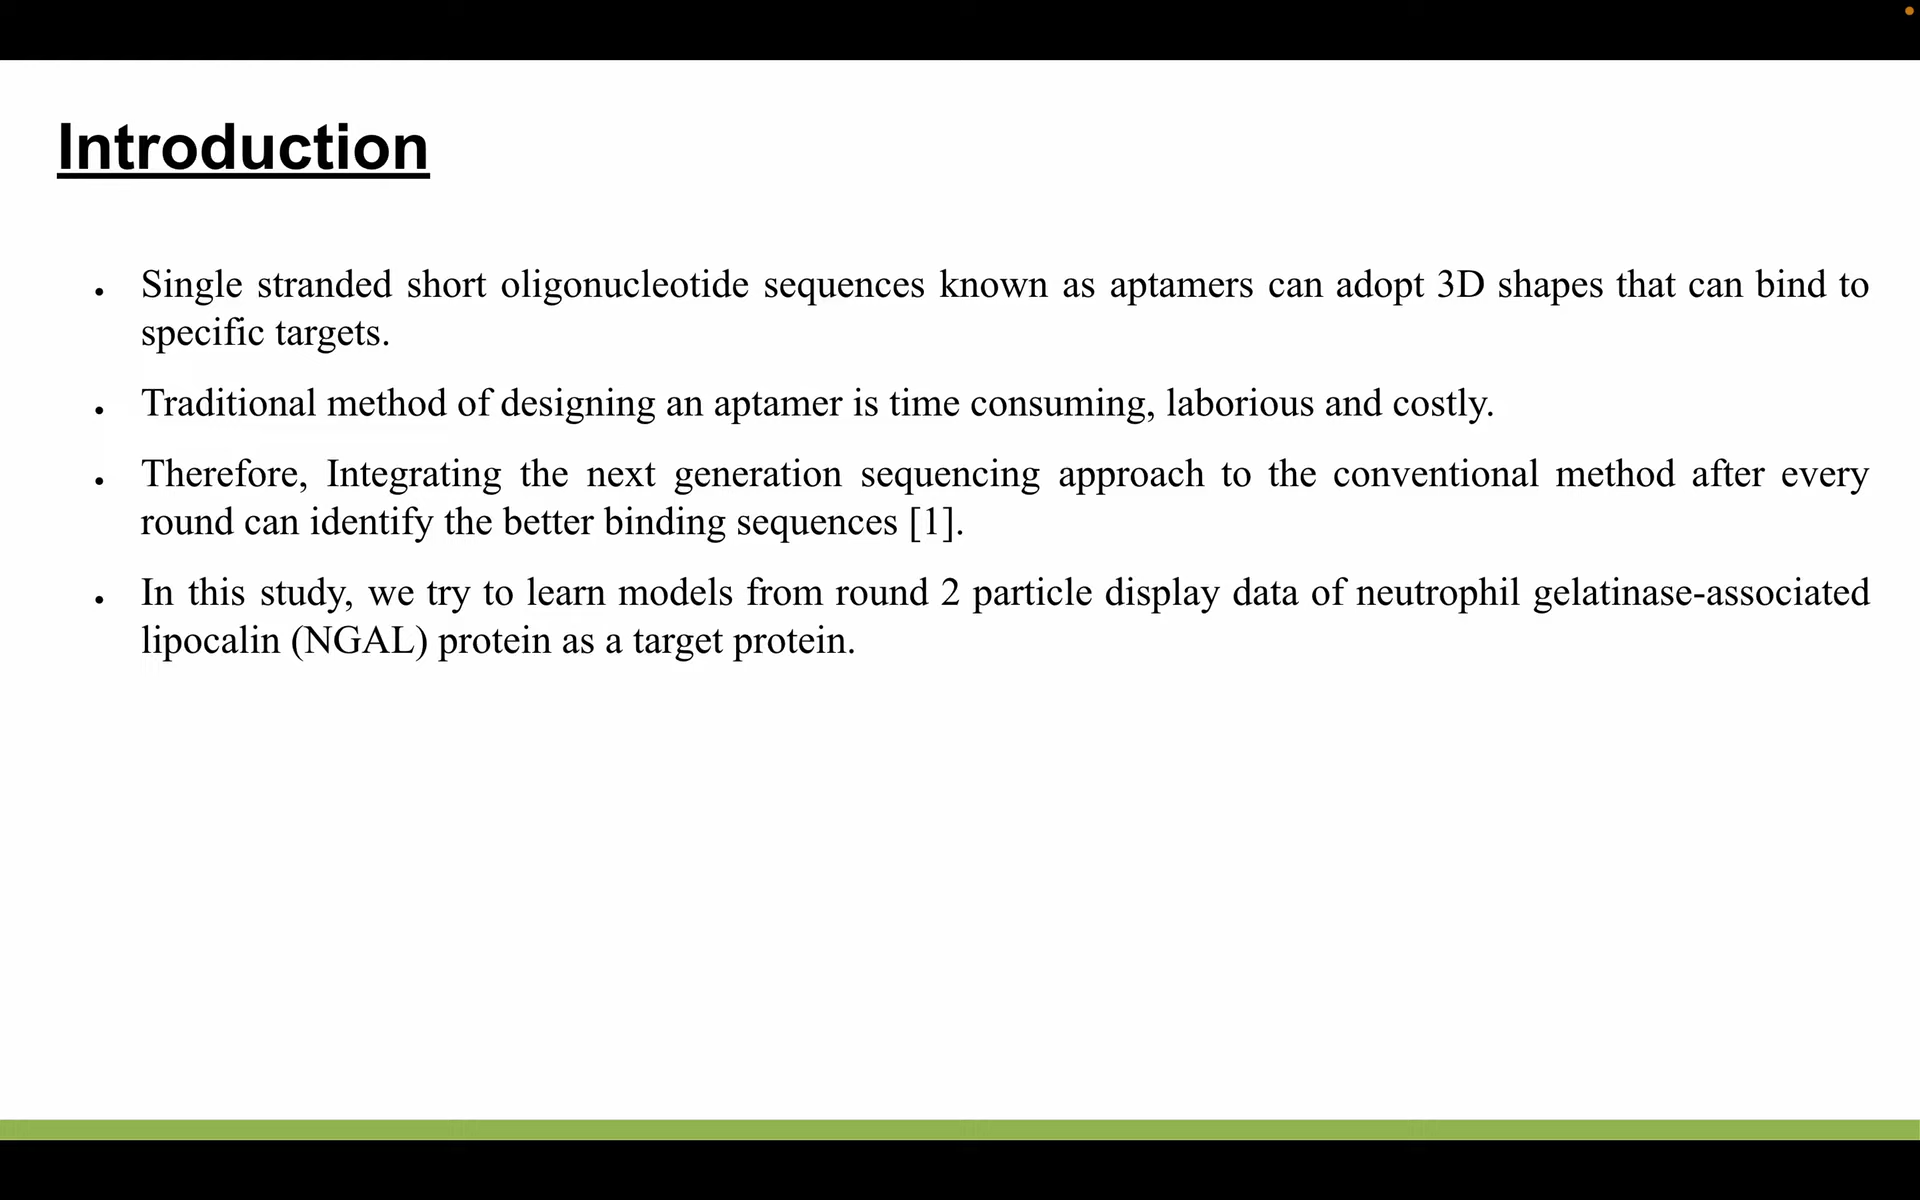 Introduction
• Single stranded short oligonucleotide sequences known as aptamers can adopt 3D shapes that can bind to
specific targets.
• Traditional method of designing an aptamer is time consuming, laborious and costly.
• Therefore, Integrating the next generation sequencing approach to the conventional method after every
round can identify the better binding sequences [1].
• In this study, we try to learn models from round 2 particle display data of neutrophil gelatinase-associated
lipocalin (NGAL) protein as a target protein.